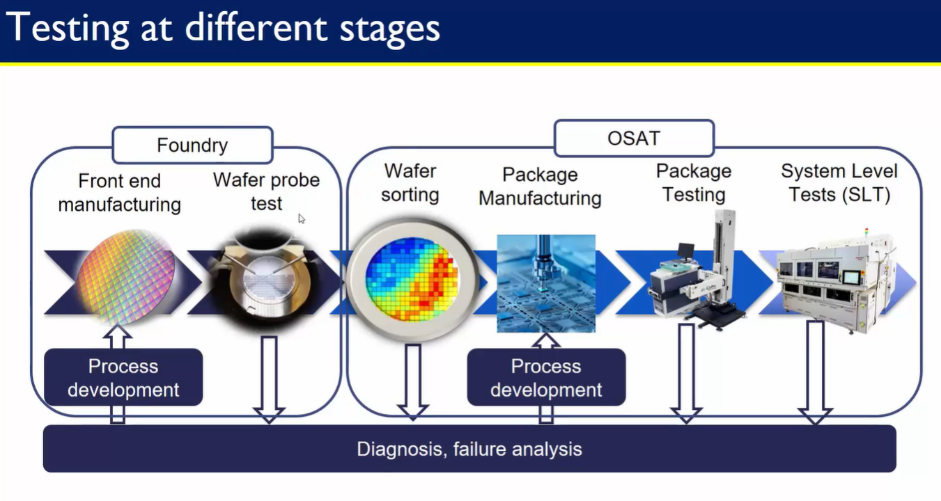 Testing at different stages
Foundry
OSAT
Front end
manufacturing
Wafer probe
test
Wafer
sorting
Package
Manufacturing
Package
Testing
System Level
Tests (SLT)
Process
development
Process
development
Diagnosis, failure analysis